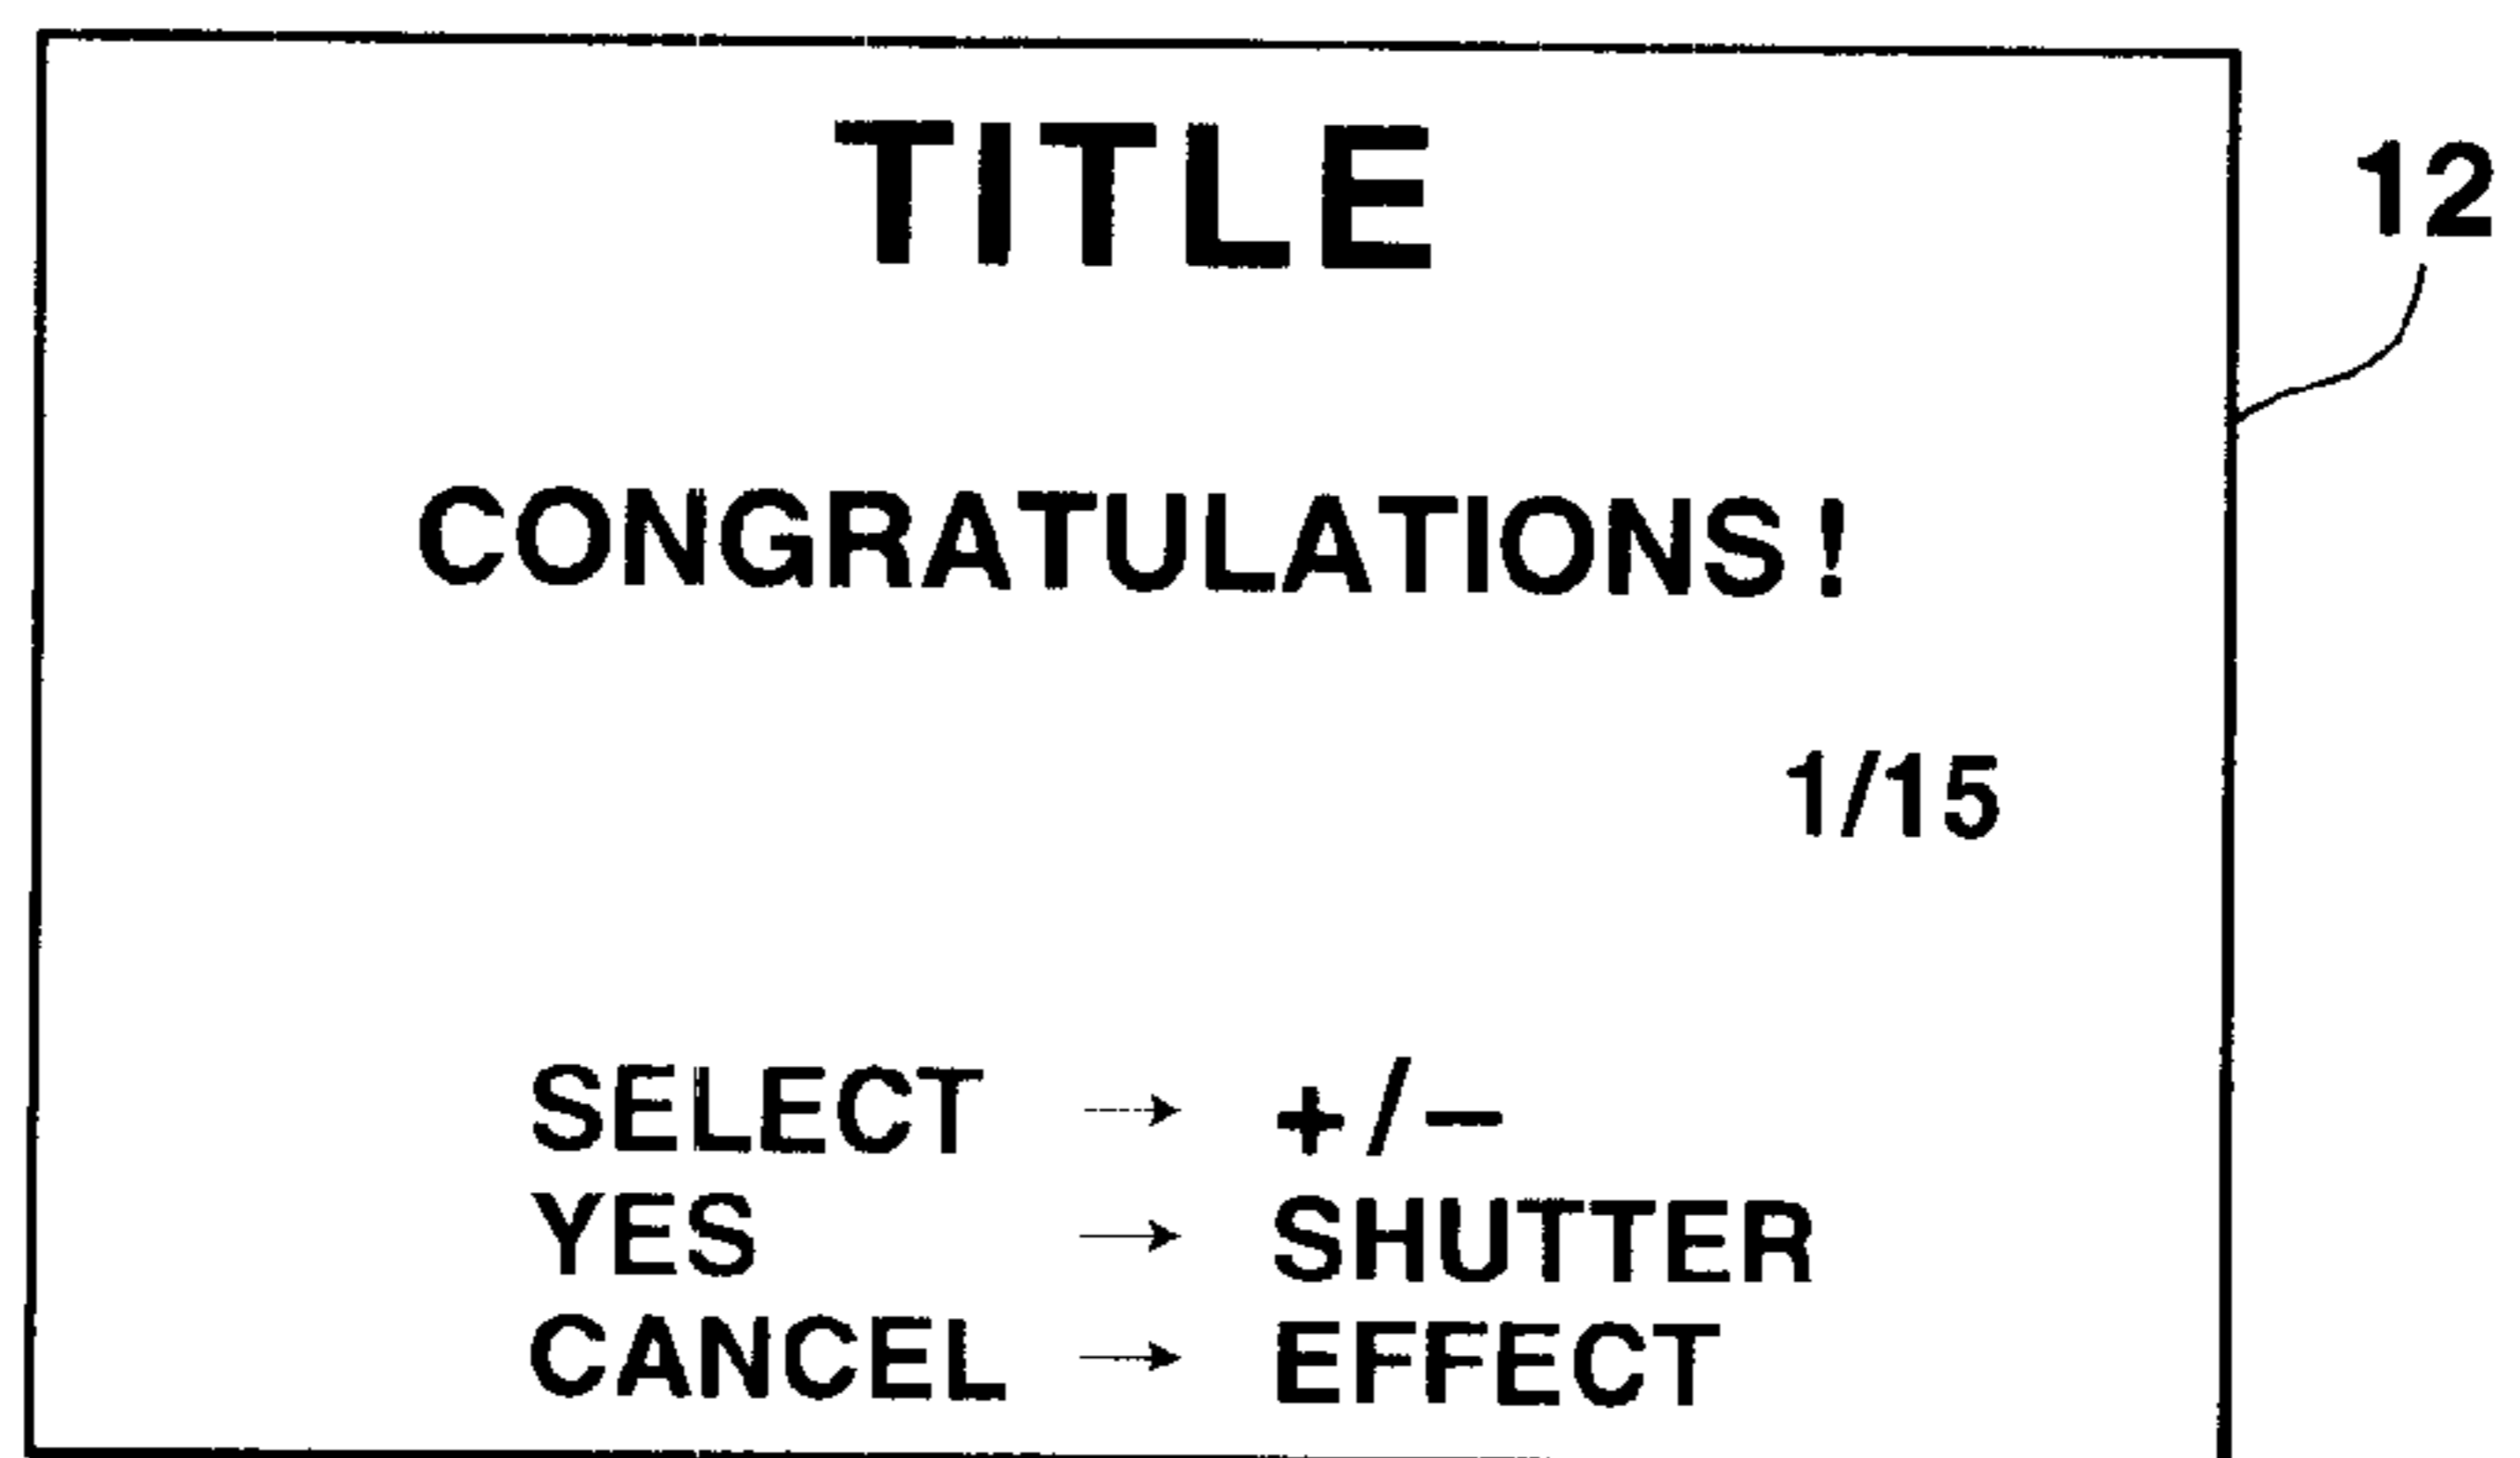 TITLE
12
CONGRATULATIONS!
1/15
SELECT → +/−
YES → SHUTTER
CANCEL → EFFECT